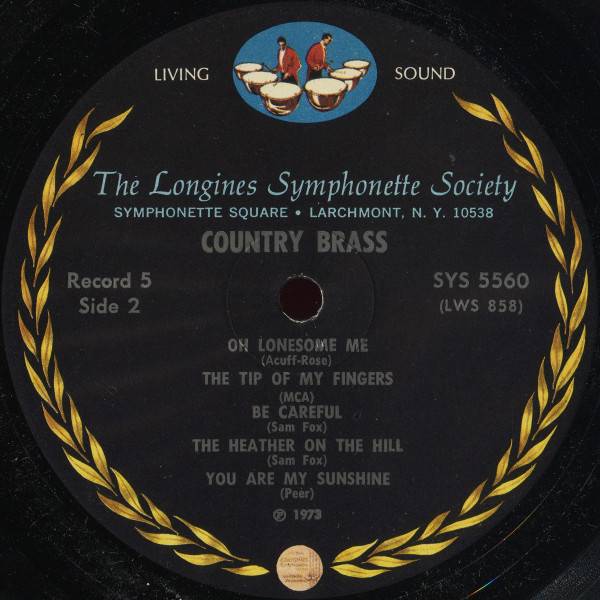 LIVING SOUND
The Longines Symphonette Society
SYMPHONETTE SQUARE • LARCHMONT, N. Y. 10538
COUNTRY BRASS
Record 5 SYS 5560
Side 2 (LWS 858)
OH LONESOME ME
(Acuff-Rose)
THE TIP OF MY FINGERS
(MCA)
BE CAREFUL
(Sam Fox)
THE HEATHER ON THE HILL
(Sam Fox)
YOU ARE MY SUNSHINE
(Peer)
℗ 1973